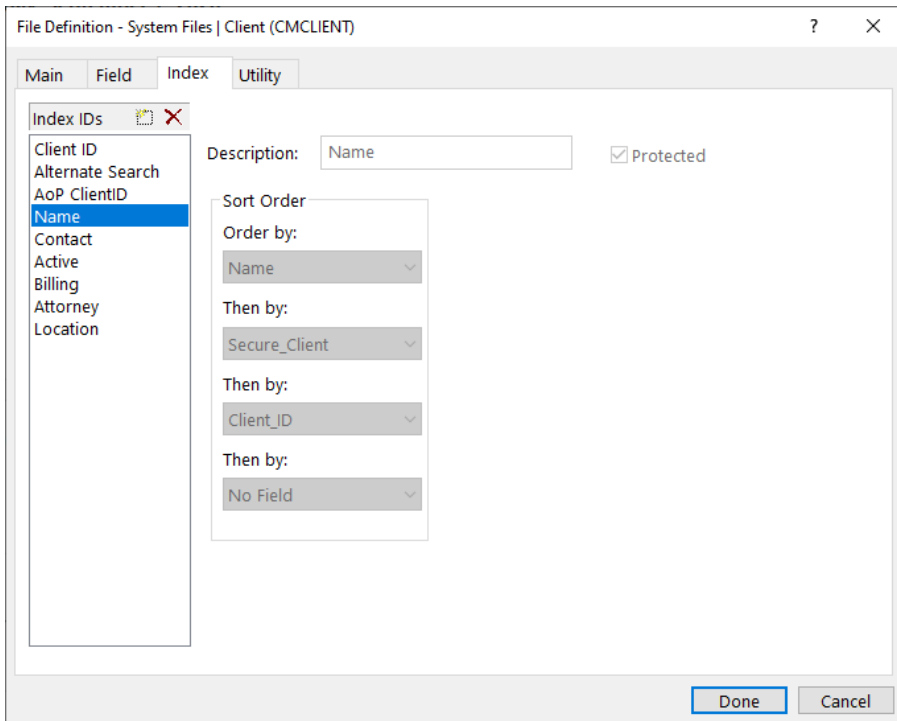 File Definition - System Files | Client (CMCLIENT)
?
Main Field Index Utility
Index IDs
Client ID
Alternate Search
AoP ClientID
Name
Contact
Active
Billing
Attorney
Location
Description: Name
Protected
Sort Order
Order by:
Name
Then by:
Secure_Client
Then by:
Client_ID
Then by:
No Field
Done Cancel